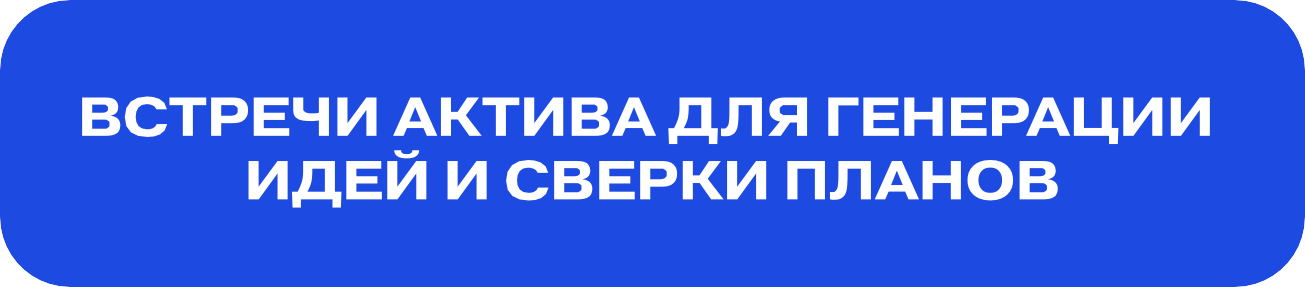 ВСТРЕЧИ АКТИВА ДЛЯ ГЕНЕРАЦИИ
ИДЕЙ И СВЕРКИ ПЛАНОВ